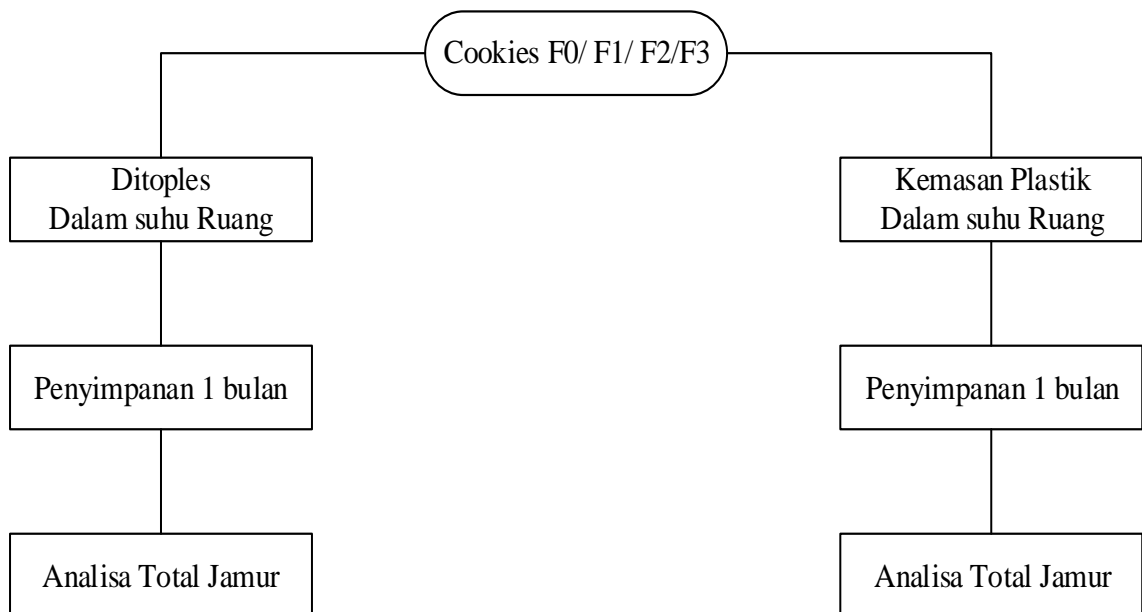 Cookies F0/ F1/ F2/F3
Ditoples
Dalam suhu Ruang
Kemasan Plastik
Dalam suhu Ruang
Penyimpanan 1 bulan
Penyimpanan 1 bulan
Analisa Total Jamur
Analisa Total Jamur